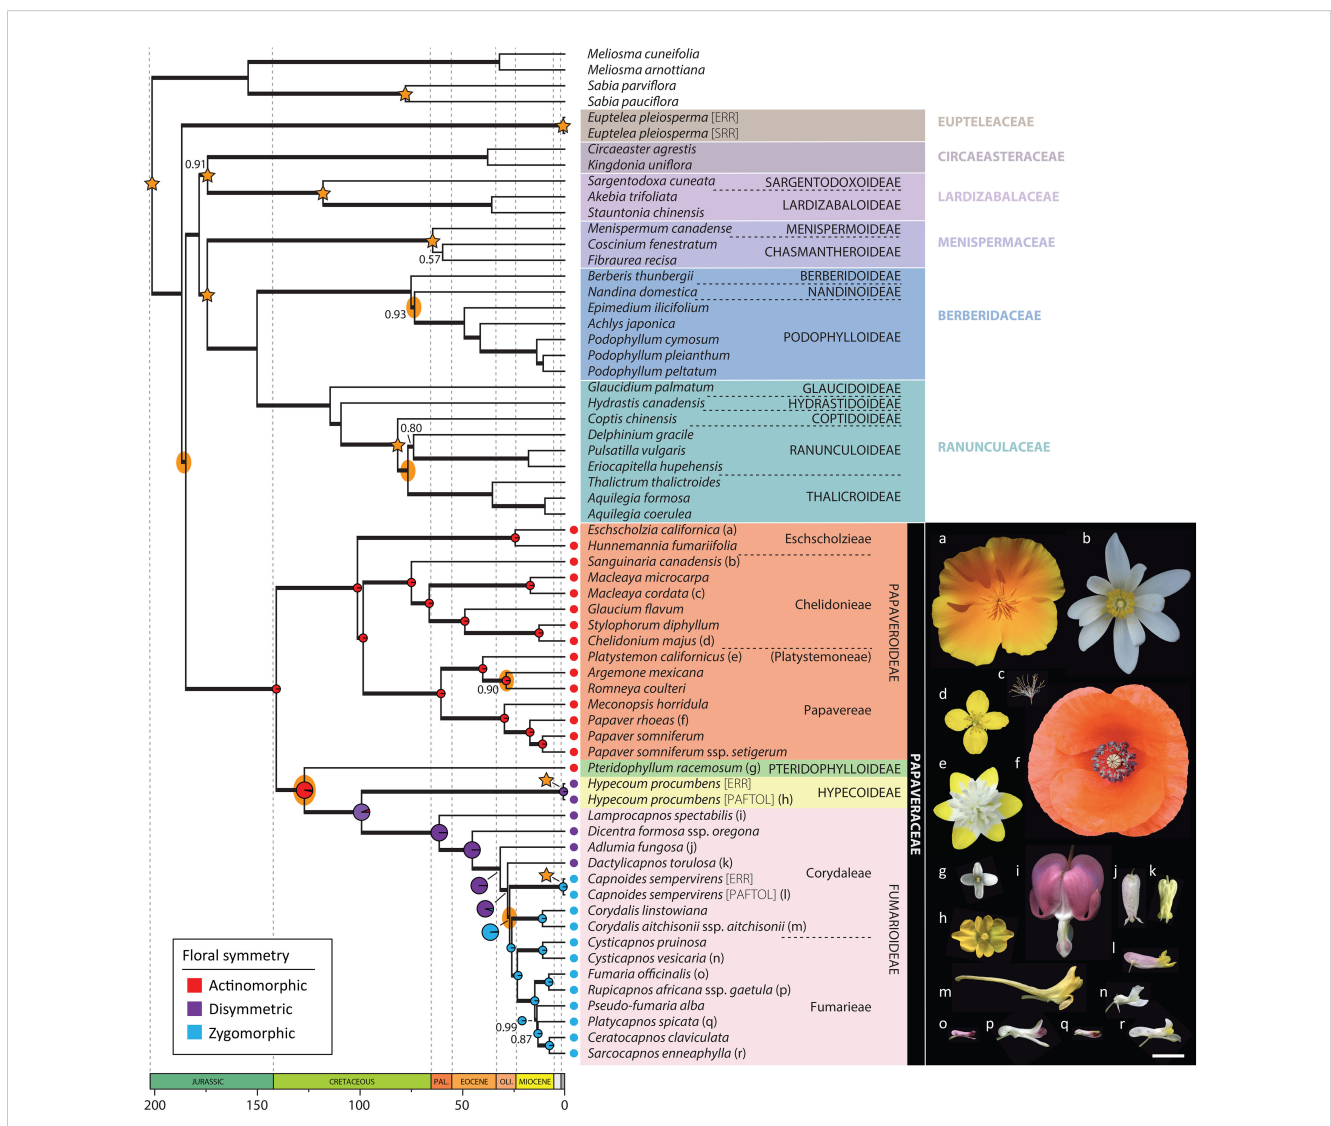 Meliosma cuneifolia
Meliosma arnottiana
Sabia parviflora
Sabia pauciflora
Euptelea pleiosperma [ERR]
Euptelea pleiosperma [SRR]
EUPTELEACEAE
Circaeaster agrestis
Kingdonia uniflora
CIRCAEASTERACEAE
0.91
Sargentodoxa cuneata
SARGENTODOXOIDEAE
Akebia trifoliata
Stauntonia chinensis
LARDIZABALOIDEAE
LARDIZABALACEAE
Menispermum canadense
MENISPERMOIDEAE
Coscinium fenestratum
Fibraurea recisa
CHASMANTHEROIDEAE
MENISPERMACEAE
0.57
Berberis thunbergii
BERBERIDOIDEAE
Nandina domestica
NANDINOIDEAE
Epimedium ilicifolium
Achlys japonica
Podophyllum cymosum
Podophyllum pleianthum
Podophyllum peltatum
PODOPHYLLOIDEAE
BERBERIDACEAE
0.93
Glaucidium palmatum
GLAUCIDOIDEAE
Hydrastis canadensis
HYDRASTIDOIDEAE
Coptis chinensis
COPTIDOIDEAE
0.80
Delphinium gracile
Pulsatilla vulgaris
Eriocapitella hupehensis
RANUNCULOIDEAE
RANUNCULACEAE
Thalictrum thalictroides
Aquilegia formosa
Aquilegia coerulea
THALICROIDEAE
Eschscholzia californica (a)
Hunnemannia fumariifolia
Eschscholzieae
Sanguinaria canadensis (b)
Macleaya microcarpa
Macleaya cordata (c)
Glaucium flavum
Stylophorum diphyllum
Chelidonium majus (d)
Chelidonieae
Platystemon californicus (e)
(Platystemoneae)
Argemone mexicana
Romneya coulteri
0.90
Meconopsis horridula
Papaver rhoeas (f)
Papaver somniferum
Papaver somniferum ssp. setigerum
Papavereae
PAPAVEROIDEAE
Pteridophyllum racemosum (g)
PTERIDOPHYLLOIDEAE
Hypecoum procumbens [ERR]
Hypecoum procumbens [PAFTOL] (h)
HYPECOIDEAE
Lamprocapnos spectabilis (i)
Dicentra formosa ssp. oregona
Adlumia fungosa (j)
Dactylicapnos torulosa (k)
Capnoides sempervirens [ERR]
Capnoides sempervirens [PAFTOL] (l)
Corydalis linstowiana
Corydalis aitchisonii ssp. aitchisonii (m)
Corydaleae
Cysticapnos pruinosa
Cysticapnos vesicaria (n)
Fumaria officinalis (o)
Rupicapnos africana ssp. gaetula (p)
Pseudo-fumaria alba
Platycapnos spicata (q)
Ceratocapnos claviculata
Sarcocapnos enneaphylla (r)
Fumarieae
FUMARIOIDEAE
PAPAVERACEAE
0.99
0.87
a
b
c
d
e
f
g
h
i
j
k
l
m
n
o
p
q
r
Floral symmetry
Actinomorphic
Disymmetric
Zygomorphic
JURASSIC
CRETACEOUS
PAL.
EOCENE
OLI.
MIOCENE
200
150
100
50
0